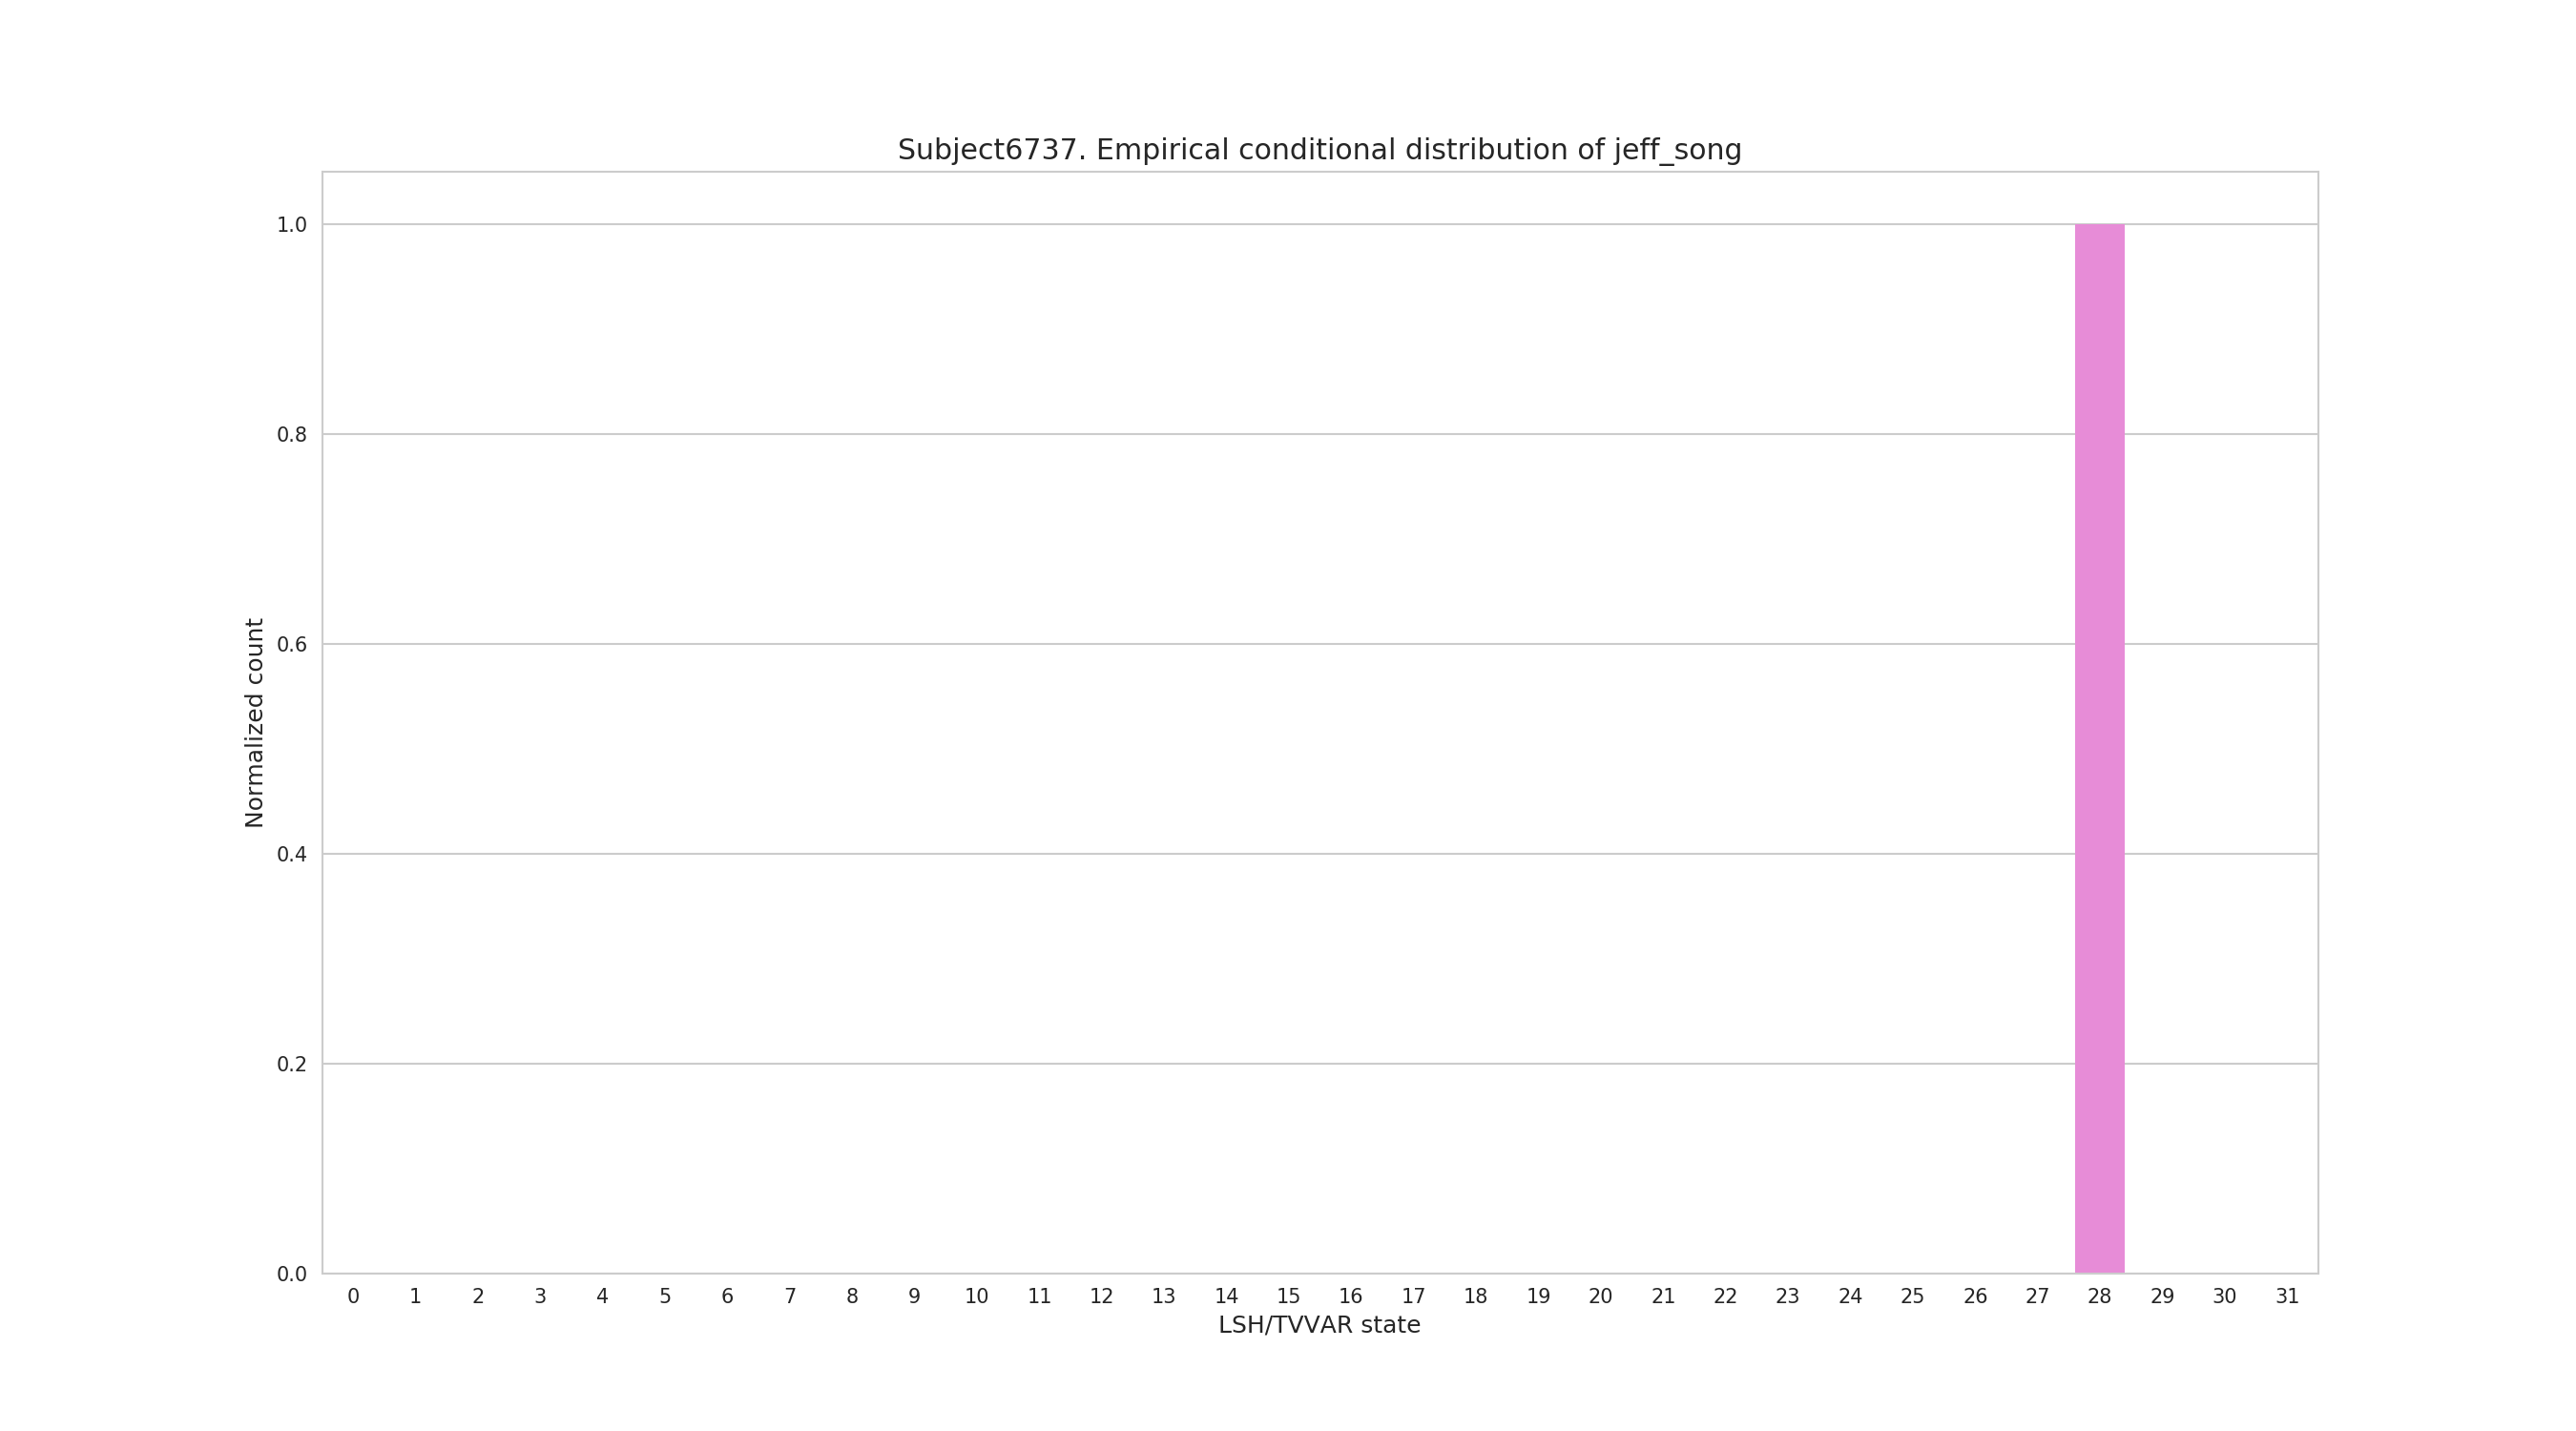 Subject6737. Empirical conditional distribution of jeff_song
1.0
0.8
0.6
0.4
0.2
0.0
Normalized count
0 1 2 3 4 5 6 7 8 9 10 11 12 13 14 15 16 17 18 19 20 21 22 23 24 25 26 27 28 29 30 31
LSH/TVVAR state